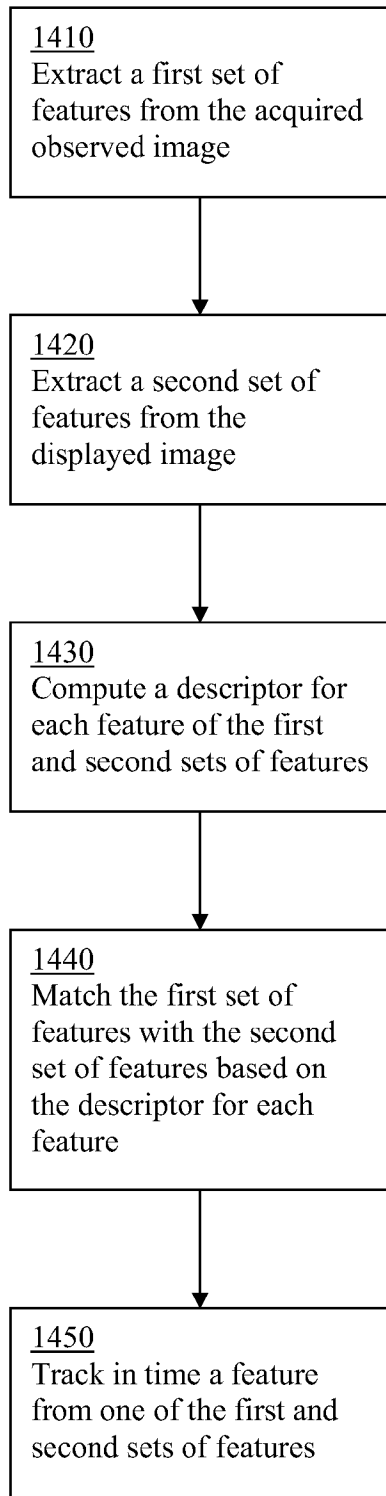 1410
Extract a first set of
features from the acquired
observed image
1420
Extract a second set of
features from the
displayed image
1430
Compute a descriptor for
each feature of the first
and second sets of features
1440
Match the first set of
features with the second
set of features based on
the descriptor for each
feature
1450
Track in time a feature
from one of the first and
second sets of features